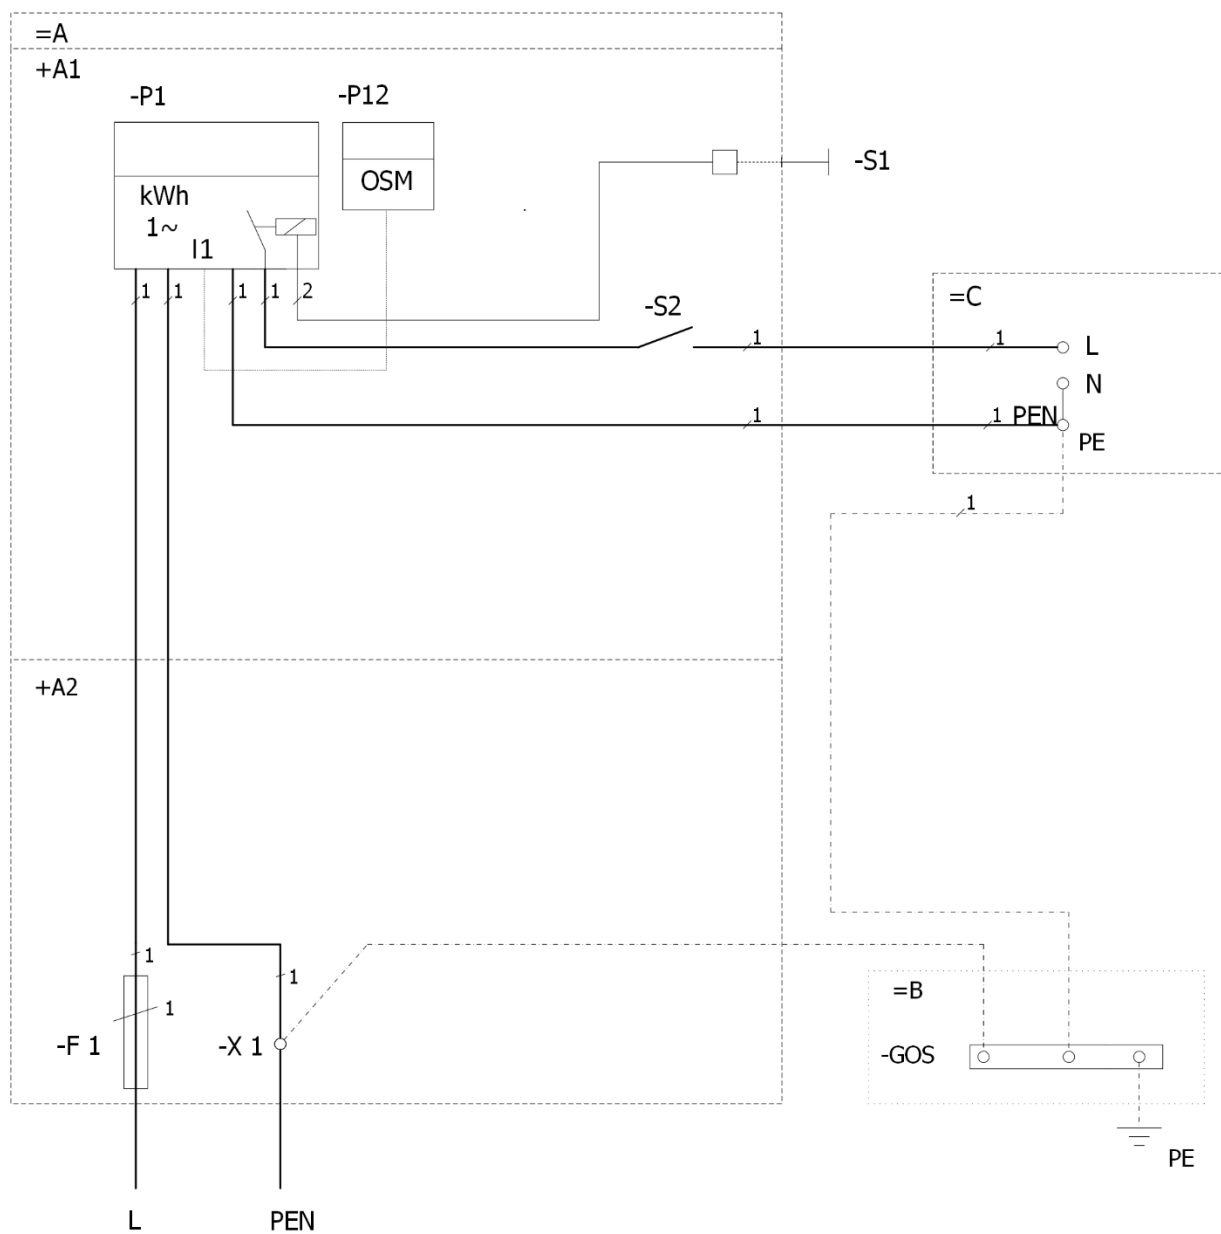 =A
+A1
-P1
-P12
kWh
1~
I1
OSM
-S1
1
1
1
1
2
-S2
=C
1
1
L
N
1
1
PEN
PE
1
+A2
1
1
1
-F 1
-X 1
=B
-GOS
PE
L
PEN